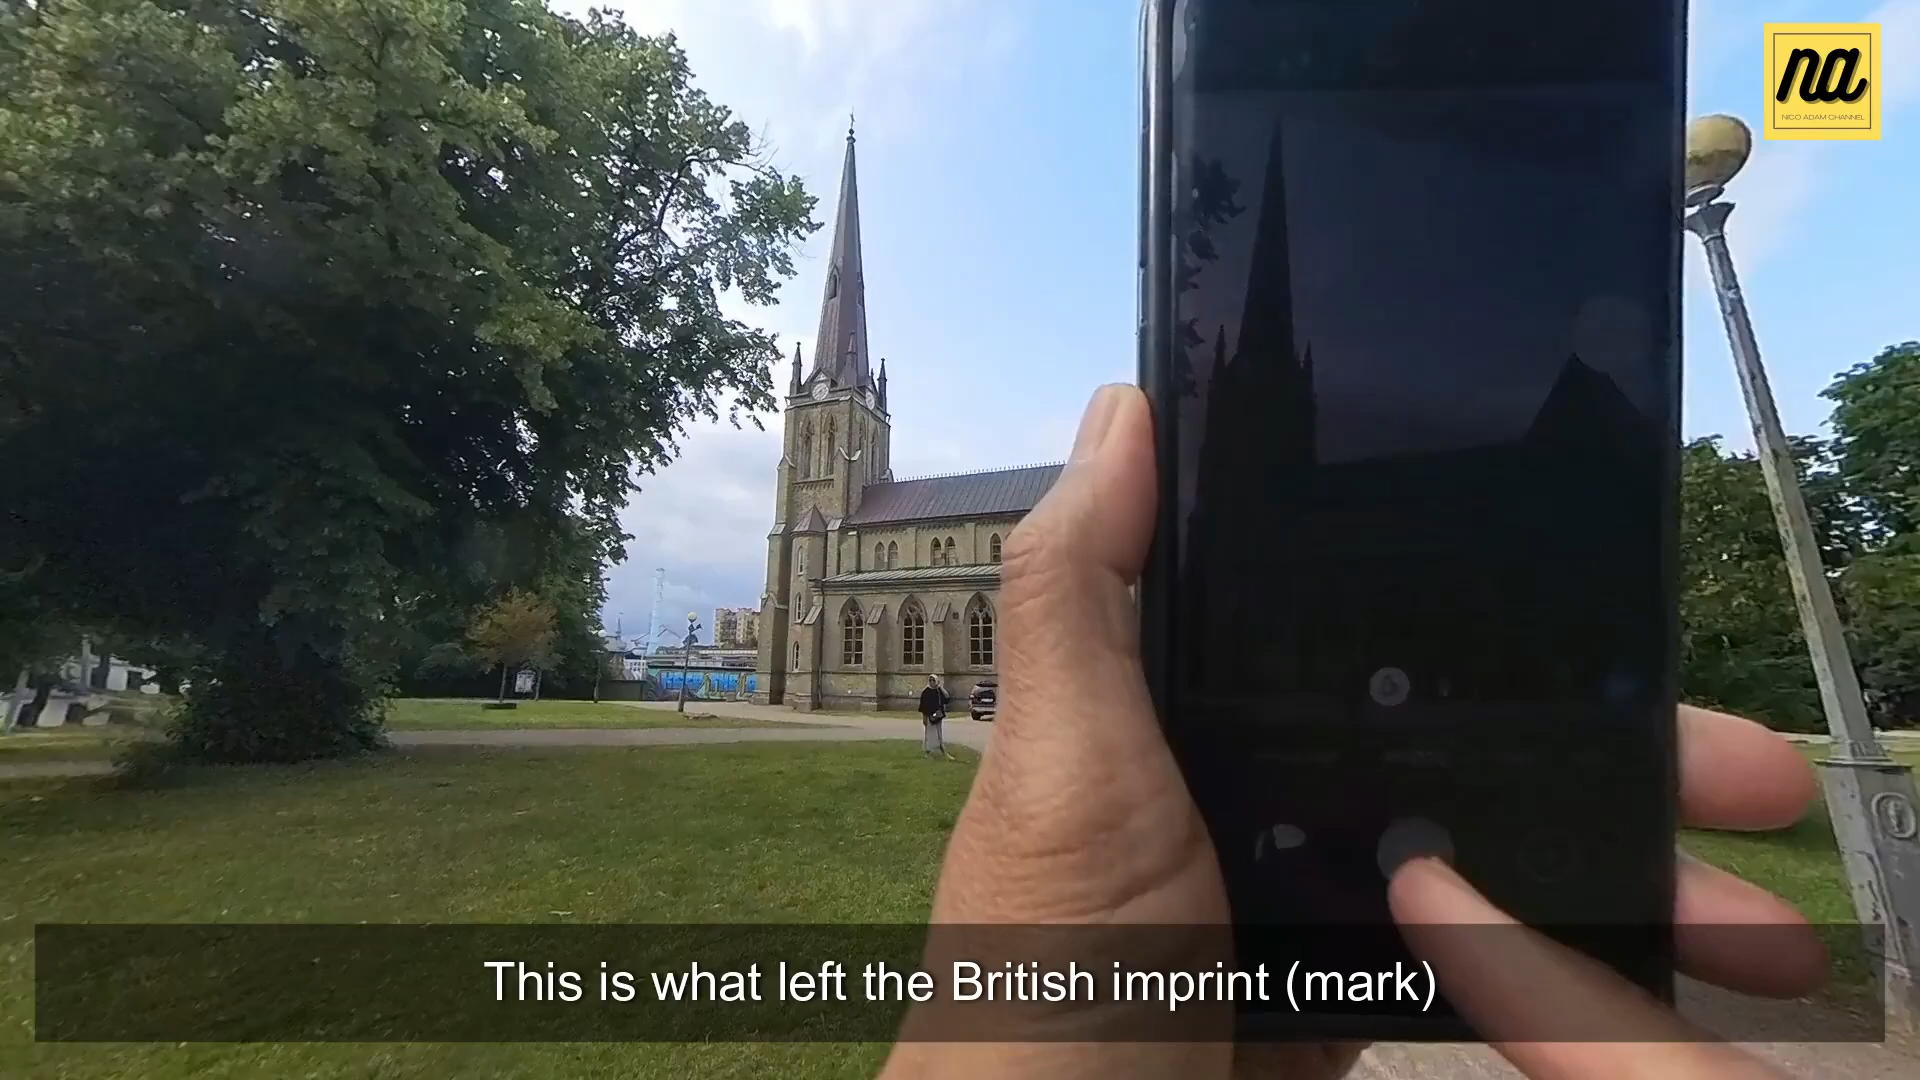 na
NICO ADAM CHANNEL
This is what left the British imprint (mark)